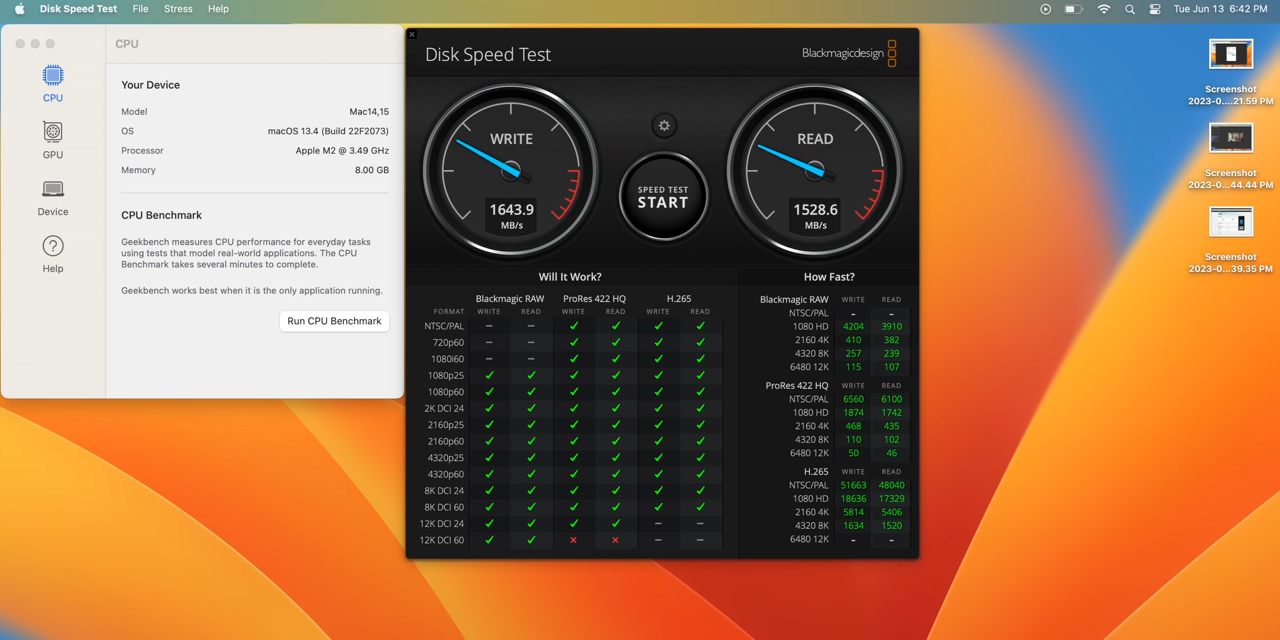 Disk Speed Test File Stress Help Tue Jun 13 6:42 PM
CPU
CPU
GPU
Device
Help
Your Device
Model Mac14,15
OS macOS 13.4 (Build 22F2073)
Processor Apple M2 @ 3.49 GHz
Memory 8.00 GB
CPU Benchmark
Geekbench measures CPU performance for everyday tasks
using tests that model real-world applications. The CPU
Benchmark takes several minutes to complete.
Geekbench works best when it is the only application running.
Run CPU Benchmark
Disk Speed Test Blackmagicdesign
WRITE
1643.9
MB/s
SPEED TEST
START
READ
1528.6
MB/s
Will It Work?
Blackmagic RAW ProRes 422 HQ H.265
FORMAT WRITE READ WRITE READ WRITE READ
NTSC/PAL – – ✓ ✓ ✓ ✓
720p60 – – ✓ ✓ ✓ ✓
1080i60 – – ✓ ✓ ✓ ✓
1080p25 ✓ ✓ ✓ ✓ ✓ ✓
1080p60 ✓ ✓ ✓ ✓ ✓ ✓
2K DCI 24 ✓ ✓ ✓ ✓ ✓ ✓
2160p25 ✓ ✓ ✓ ✓ ✓ ✓
2160p60 ✓ ✓ ✓ ✓ ✓ ✓
4320p25 ✓ ✓ ✓ ✓ ✓ ✓
4320p60 ✓ ✓ ✓ ✓ ✓ ✓
8K DCI 24 ✓ ✓ ✓ ✓ ✓ ✓
8K DCI 60 ✓ ✓ ✓ ✓ ✓ ✓
12K DCI 24 ✓ ✓ ✓ ✓ – –
12K DCI 60 ✓ ✓ × × – –
How Fast?
Blackmagic RAW WRITE READ
NTSC/PAL - -
1080 HD 4204 3910
2160 4K 410 382
4320 8K 257 239
6480 12K 115 107
ProRes 422 HQ WRITE READ
NTSC/PAL 6560 6100
1080 HD 1874 1742
2160 4K 468 435
4320 8K 110 102
6480 12K 50 46
H.265 WRITE READ
NTSC/PAL 51663 48040
1080 HD 18636 17329
2160 4K 5814 5406
4320 8K 1634 1520
6480 12K - -
Screenshot
2023-0....21.59 PM
Screenshot
2023-0...44.44 PM
Screenshot
2023-0...39.35 PM